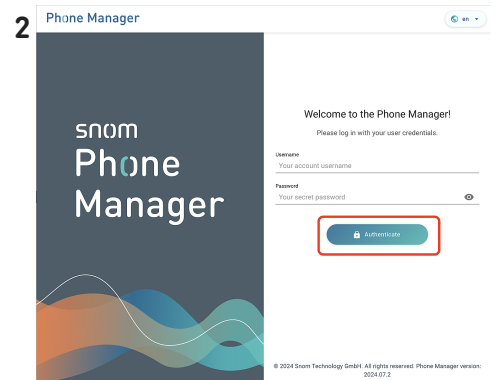 2
Phone Manager
en
snom
Phone
Manager
Welcome to the Phone Manager!
Please log in with your user credentials.
Username
Your account username
Password
Your secret password
Authenticate
© 2024 Snom Technology GmbH. All rights reserved. Phone Manager version:
2024.07.2